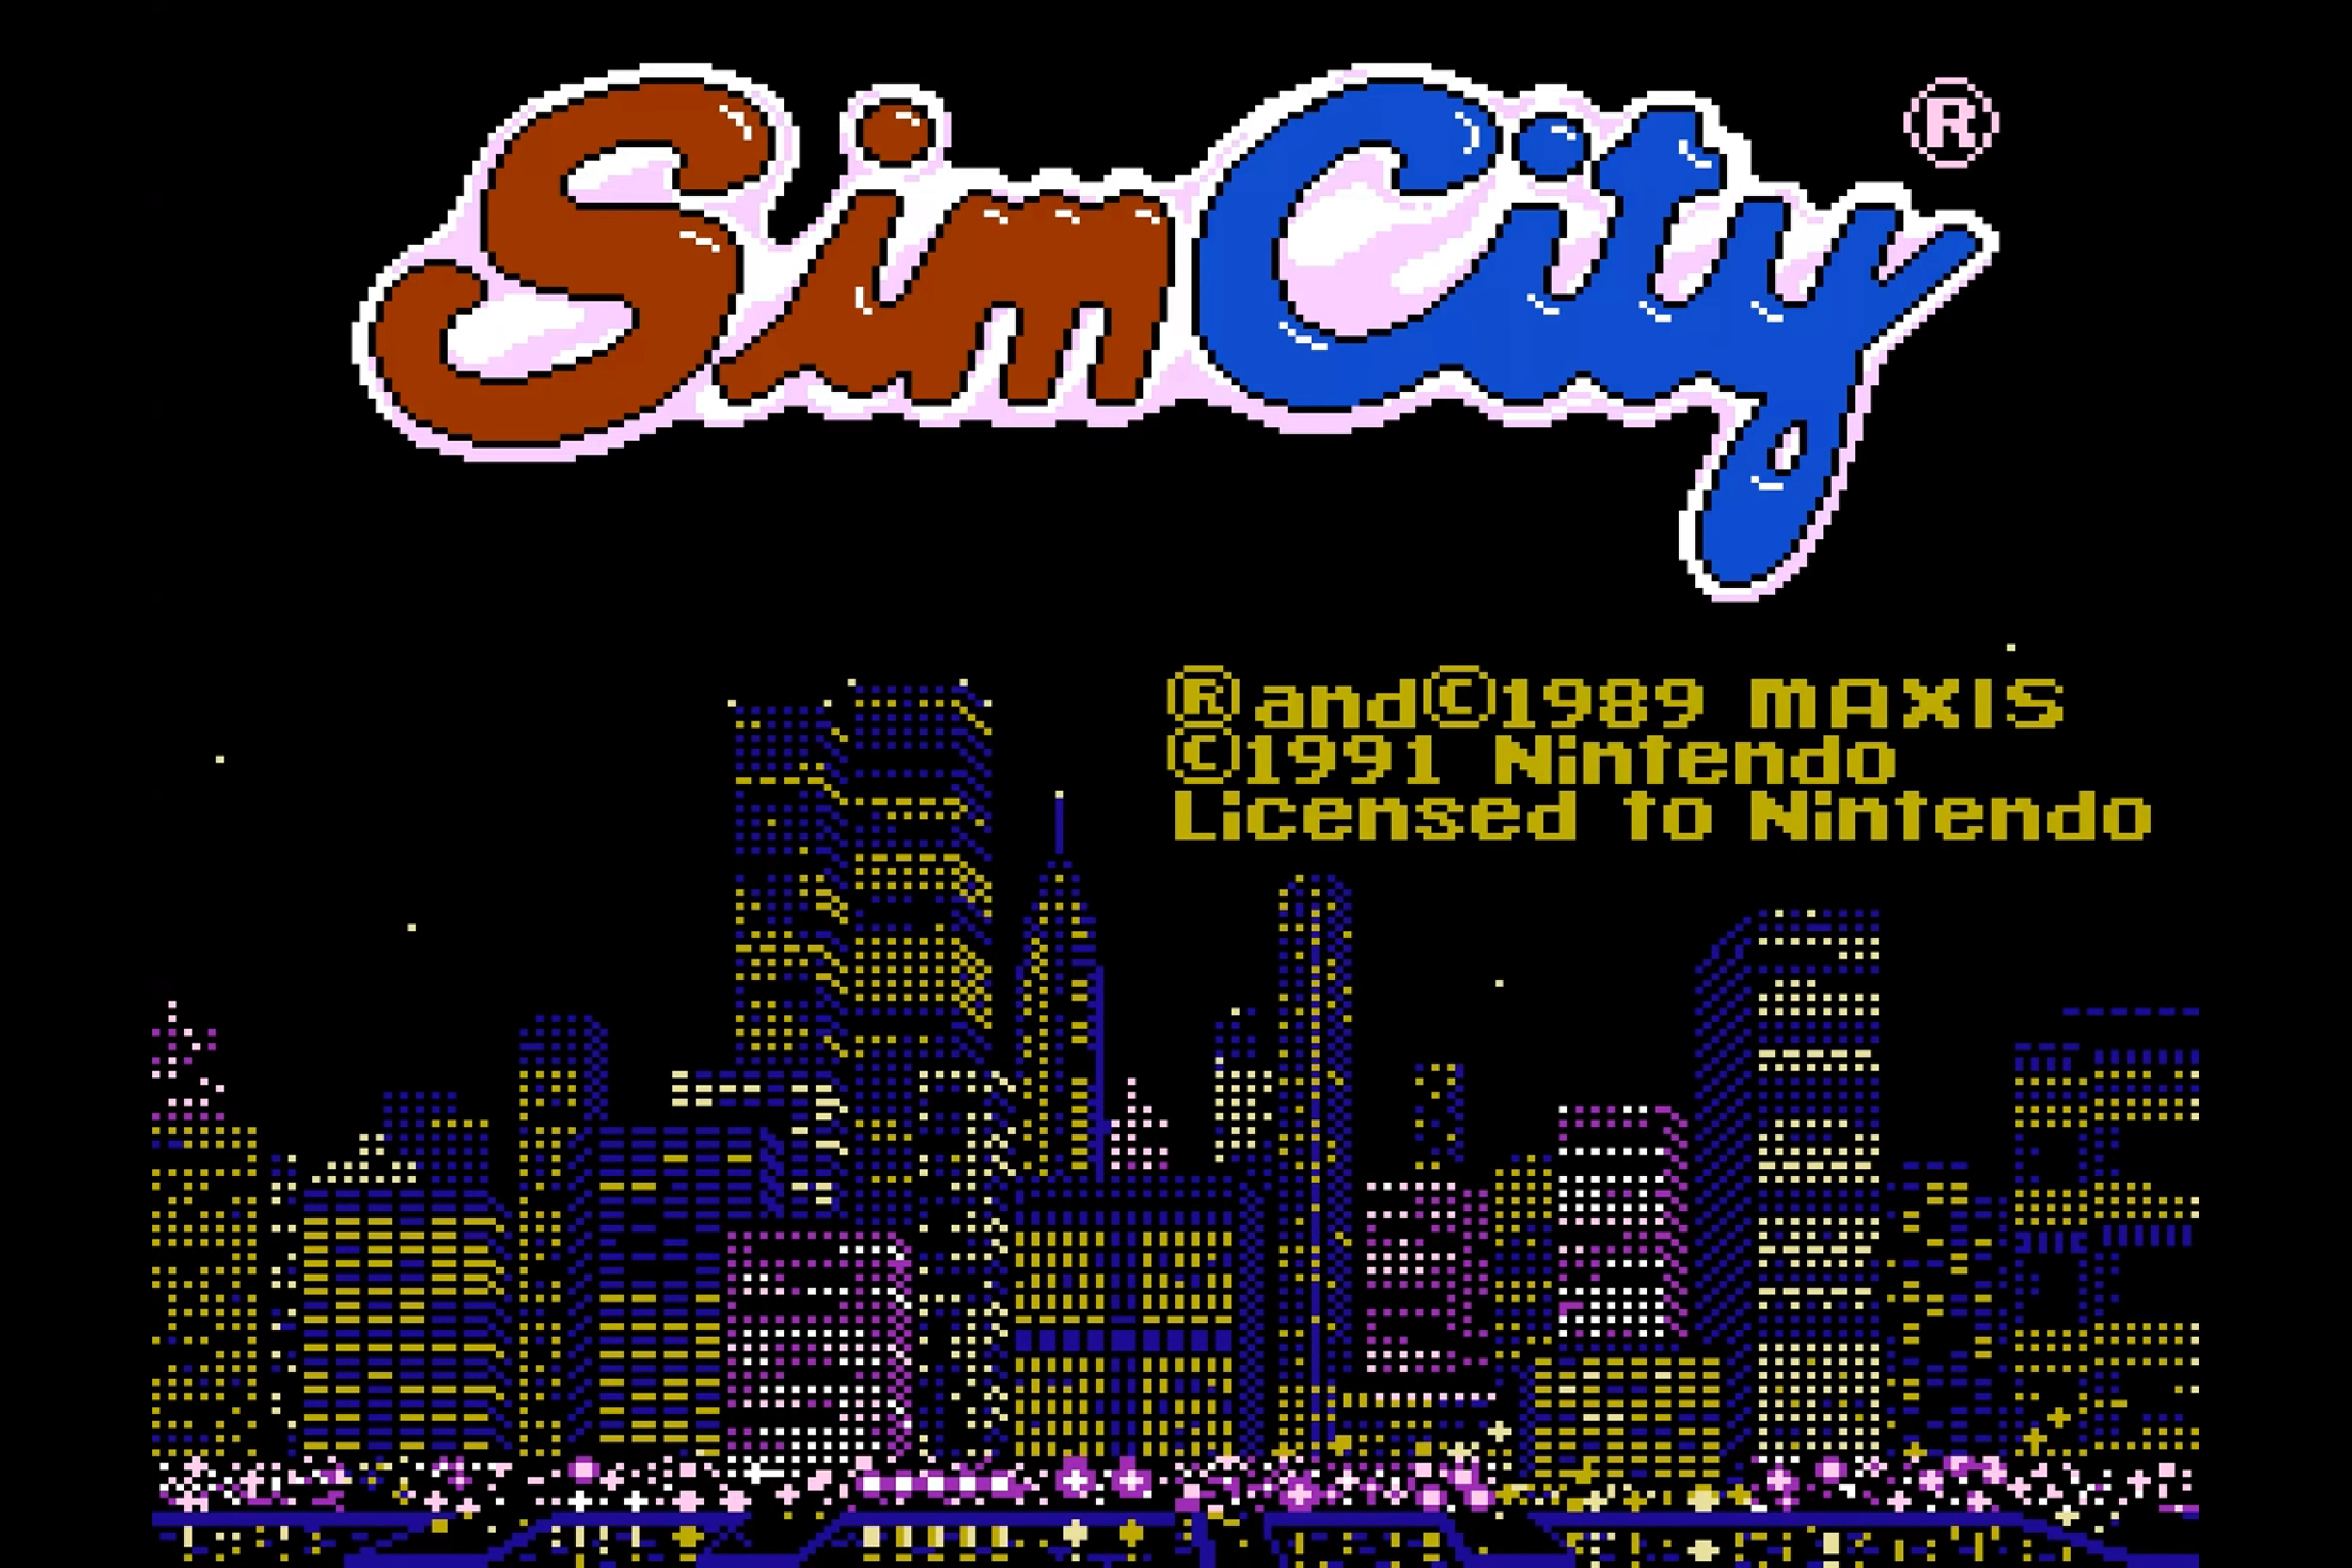 SimCity®
®and©1989 MAXIS
©1991 Nintendo
Licensed to Nintendo